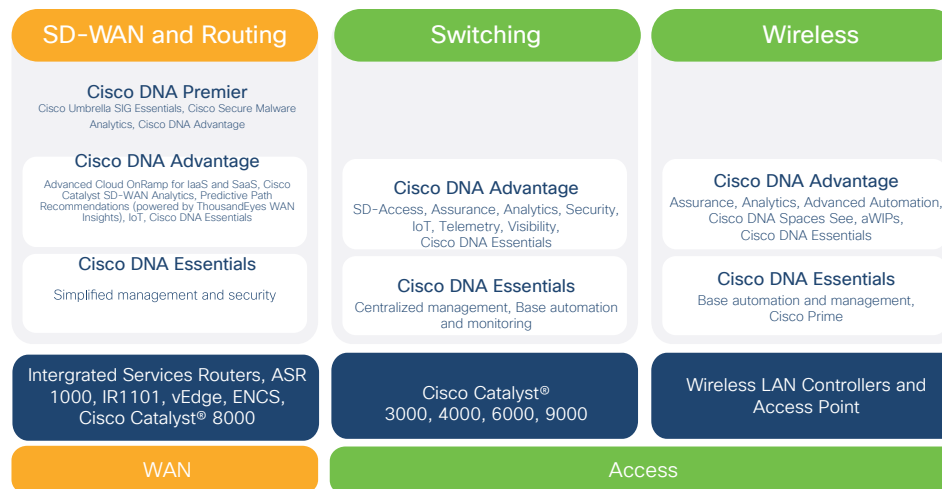 SD-WAN and Routing
Cisco DNA Premier
Cisco Umbrella SIG Essentials, Cisco Secure Malware
Analytics, Cisco DNA Advantage
Cisco DNA Advantage
Advanced Cloud OnRamp for IaaS and SaaS, Cisco
Catalyst SD-WAN Analytics, Predictive Path
Recommendations (powered by ThousandEyes WAN
Insights), IoT, Cisco DNA Essentials
Cisco DNA Essentials
Simplified management and security
Intergrated Services Routers, ASR
1000, IR1101, vEdge, ENCS,
Cisco Catalyst® 8000
WAN
Switching
Cisco DNA Advantage
SD-Access, Assurance, Analytics, Security,
IoT, Telemetry, Visibility,
Cisco DNA Essentials
Cisco DNA Essentials
Centralized management, Base automation
and monitoring
Cisco Catalyst®
3000, 4000, 6000, 9000
Wireless
Cisco DNA Advantage
Assurance, Analytics, Advanced Automation,
Cisco DNA Spaces See, aWIPs,
Cisco DNA Essentials
Cisco DNA Essentials
Base automation and management,
Cisco Prime
Wireless LAN Controllers and
Access Point
Access